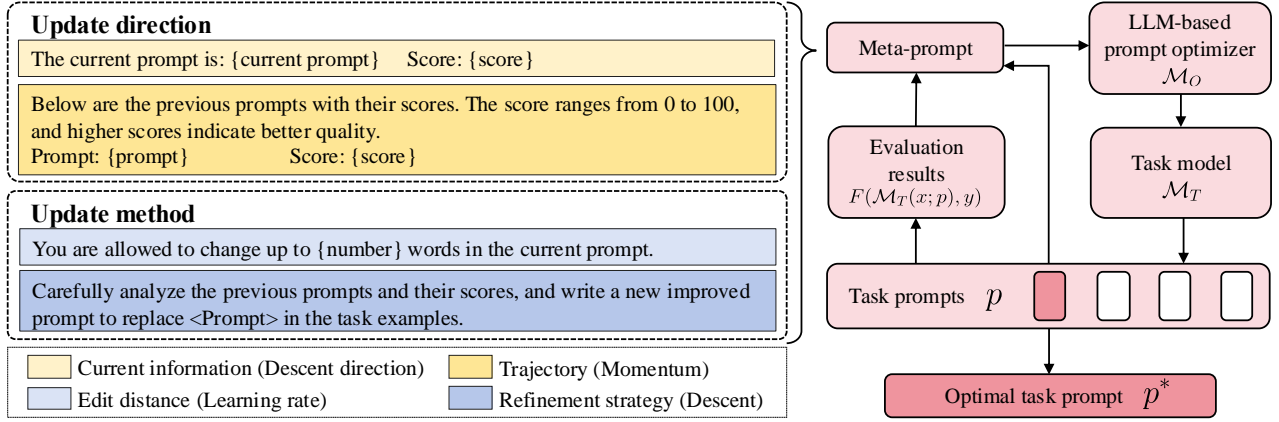 Update direction
The current prompt is: {current prompt} Score: {score}
Below are the previous prompts with their scores. The score ranges from 0 to 100,
and higher scores indicate better quality.
Prompt: {prompt} Score: {score}
Update method
You are allowed to change up to {number} words in the current prompt.
Carefully analyze the previous prompts and their scores, and write a new improved
prompt to replace <Prompt> in the task examples.
Current information (Descent direction)
Trajectory (Momentum)
Edit distance (Learning rate)
Refinement strategy (Descent)
Meta-prompt
LLM-based
prompt optimizer
𝓜_O
Evaluation
results
F(𝓜_T(x; p), y)
Task model
𝓜_T
Task prompts p
Optimal task prompt p*